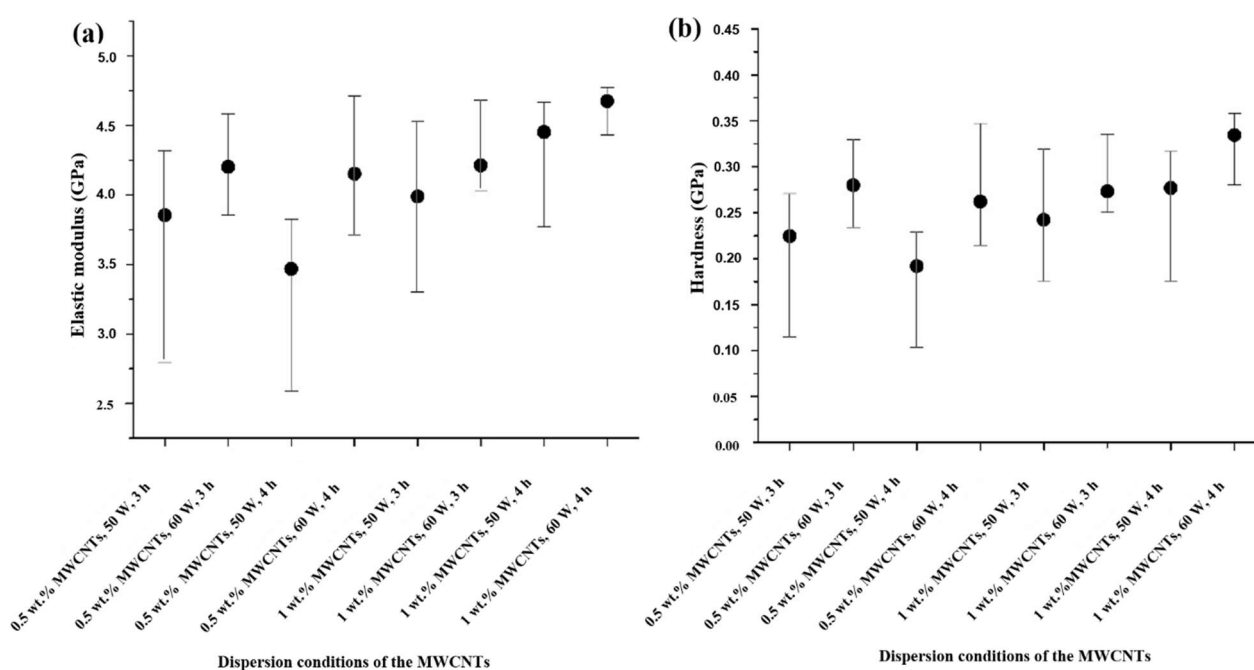 (a)
Elastic modulus (GPa)
5.0
4.5
4.0
3.5
3.0
2.5
0.5 wt.% MWCNTs, 50 W, 3 h
0.5 wt.% MWCNTs, 60 W, 3 h
0.5 wt.% MWCNTs, 50 W, 4 h
0.5 wt.% MWCNTs, 60 W, 4 h
1 wt.% MWCNTs, 50 W, 3 h
1 wt.% MWCNTs, 60 W, 3 h
1 wt.% MWCNTs, 50 W, 4 h
1 wt.% MWCNTs, 60 W, 4 h
Dispersion conditions of the MWCNTs
(b)
Hardness (GPa)
0.45
0.40
0.35
0.30
0.25
0.20
0.15
0.10
0.05
0.00
0.5 wt.% MWCNTs, 50 W, 3 h
0.5 wt.% MWCNTs, 60 W, 3 h
0.5 wt.% MWCNTs, 50 W, 4 h
0.5 wt.% MWCNTs, 60 W, 4 h
1 wt.% MWCNTs, 50 W, 3 h
1 wt.% MWCNTs, 60 W, 3 h
1 wt.%MWCNTs, 50 W, 4 h
1 wt.% MWCNTs, 60 W, 4 h
Dispersion conditions of the MWCNTs